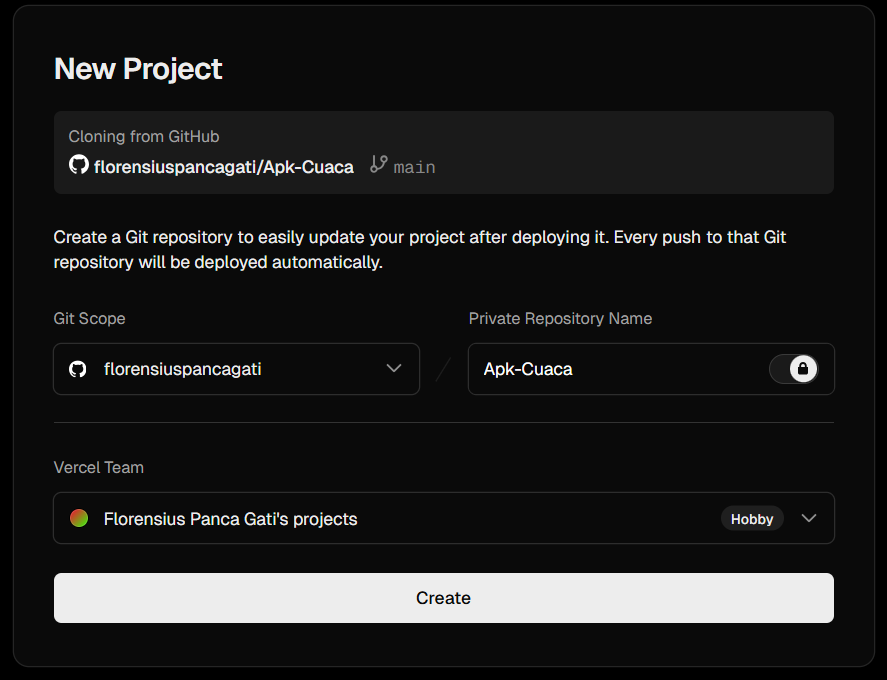 New Project
Cloning from GitHub
florensiuspancagati/Apk-Cuaca main
Create a Git repository to easily update your project after deploying it. Every push to that Git
repository will be deployed automatically.
Git Scope
florensiuspancagati
Private Repository Name
Apk-Cuaca
Vercel Team
Florensius Panca Gati's projects Hobby
Create